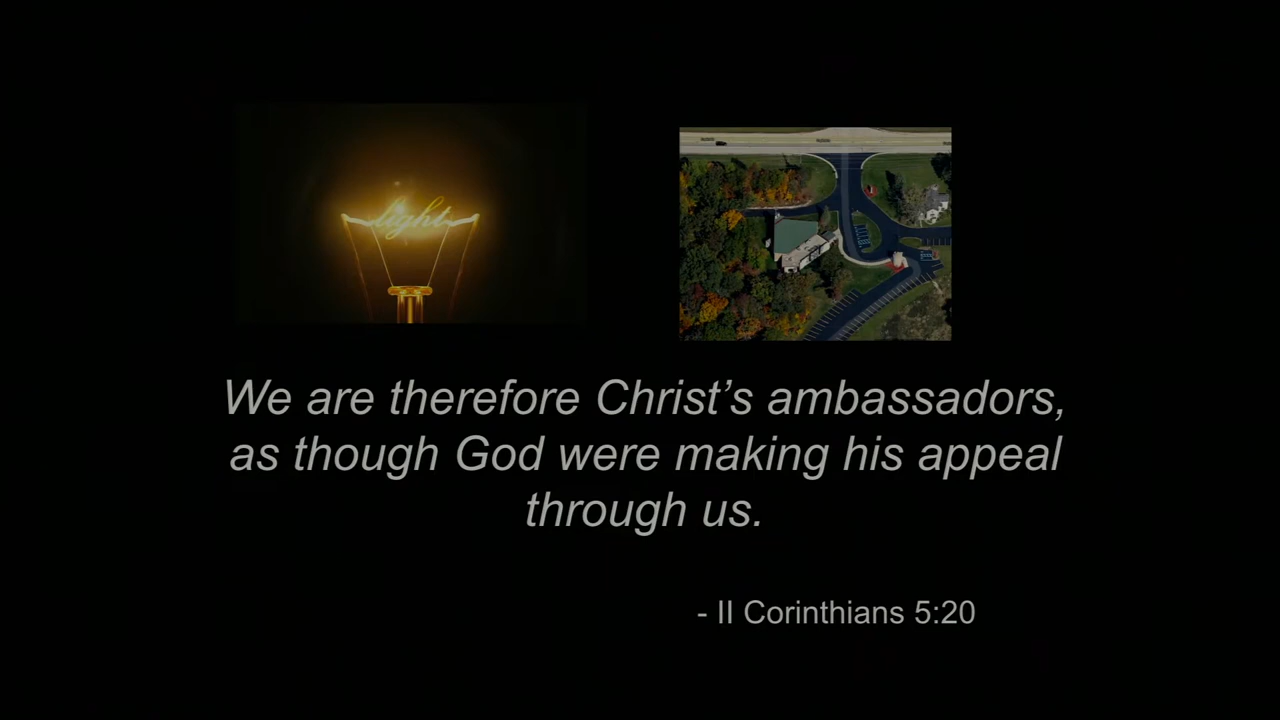 light
We are therefore Christ’s ambassadors,
as though God were making his appeal
through us.
- II Corinthians 5:20